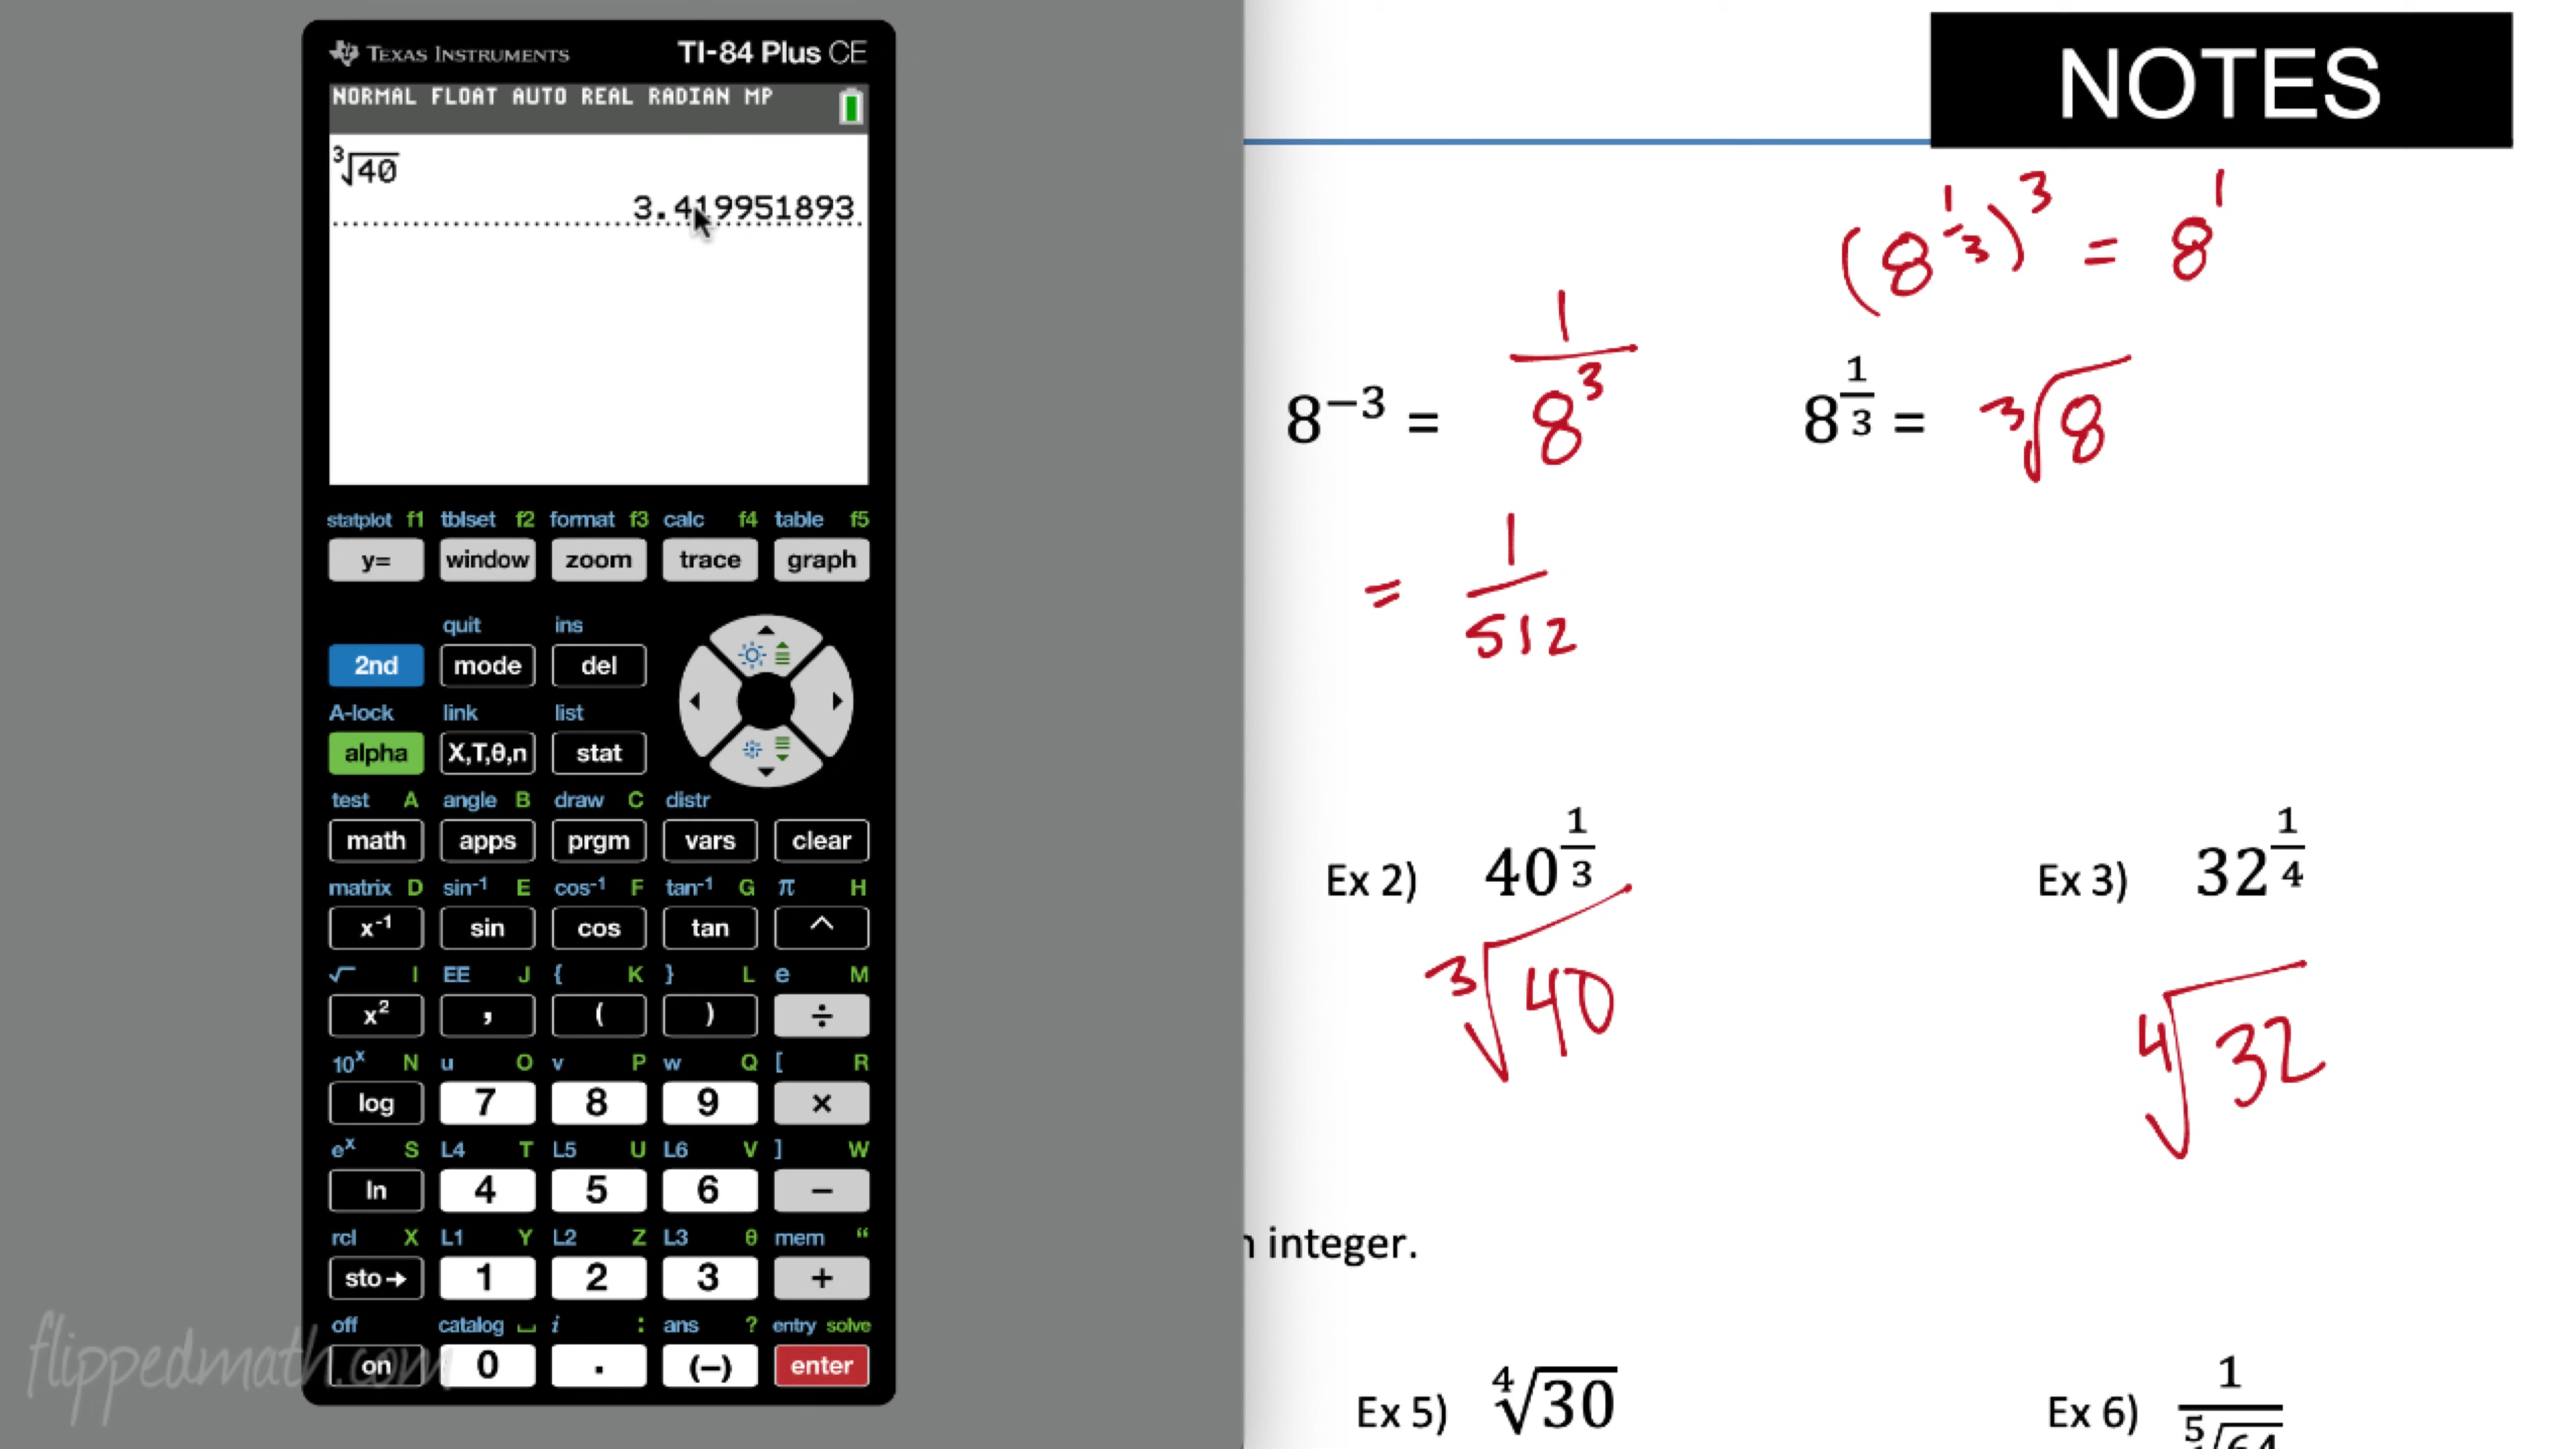 TEXAS INSTRUMENTS TI-84 Plus CE
NORMAL FLOAT AUTO REAL RADIAN MP
³√40
3.419951893
statplot f1 tblset f2 format f3 calc f4 table f5
y= window zoom trace graph
quit ins
2nd mode del
A-lock link list
alpha X,T,θ,n stat
test A angle B draw C distr
math apps prgm vars clear
matrix D sin⁻¹ E cos⁻¹ F tan⁻¹ G π H
x⁻¹ sin cos tan ^
√ I EE J { K } L e M
x² , ( ) ÷
10ˣ N u O v P w Q [ R
log 7 8 9 ×
eˣ S L4 T L5 U L6 V ] W
ln 4 5 6 −
rcl X L1 Y L2 Z L3 θ mem "
sto→ 1 2 3 +
off catalog ⎵ i : ans ? entry solve
on 0 . (−) enter
flippedmath.com
NOTES
(8^(1/3))³ = 8¹
8⁻³ = 1/8³
= 1/512
8^(1/3) = ³√8
Ex 2) 40^(1/3)
³√40
Ex 3) 32^(1/4)
⁴√32
integer.
Ex 5) ⁴√30
Ex 6) 1/⁵√64